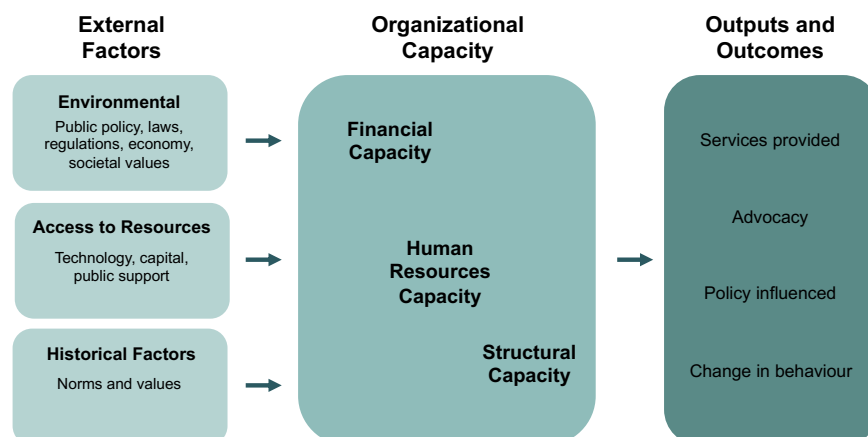 External
Factors
Organizational
Capacity
Outputs and
Outcomes
Environmental
Public policy, laws,
regulations, economy,
societal values
Access to Resources
Technology, capital,
public support
Historical Factors
Norms and values
Financial
Capacity
Human
Resources
Capacity
Structural
Capacity
Services provided
Advocacy
Policy influenced
Change in behaviour